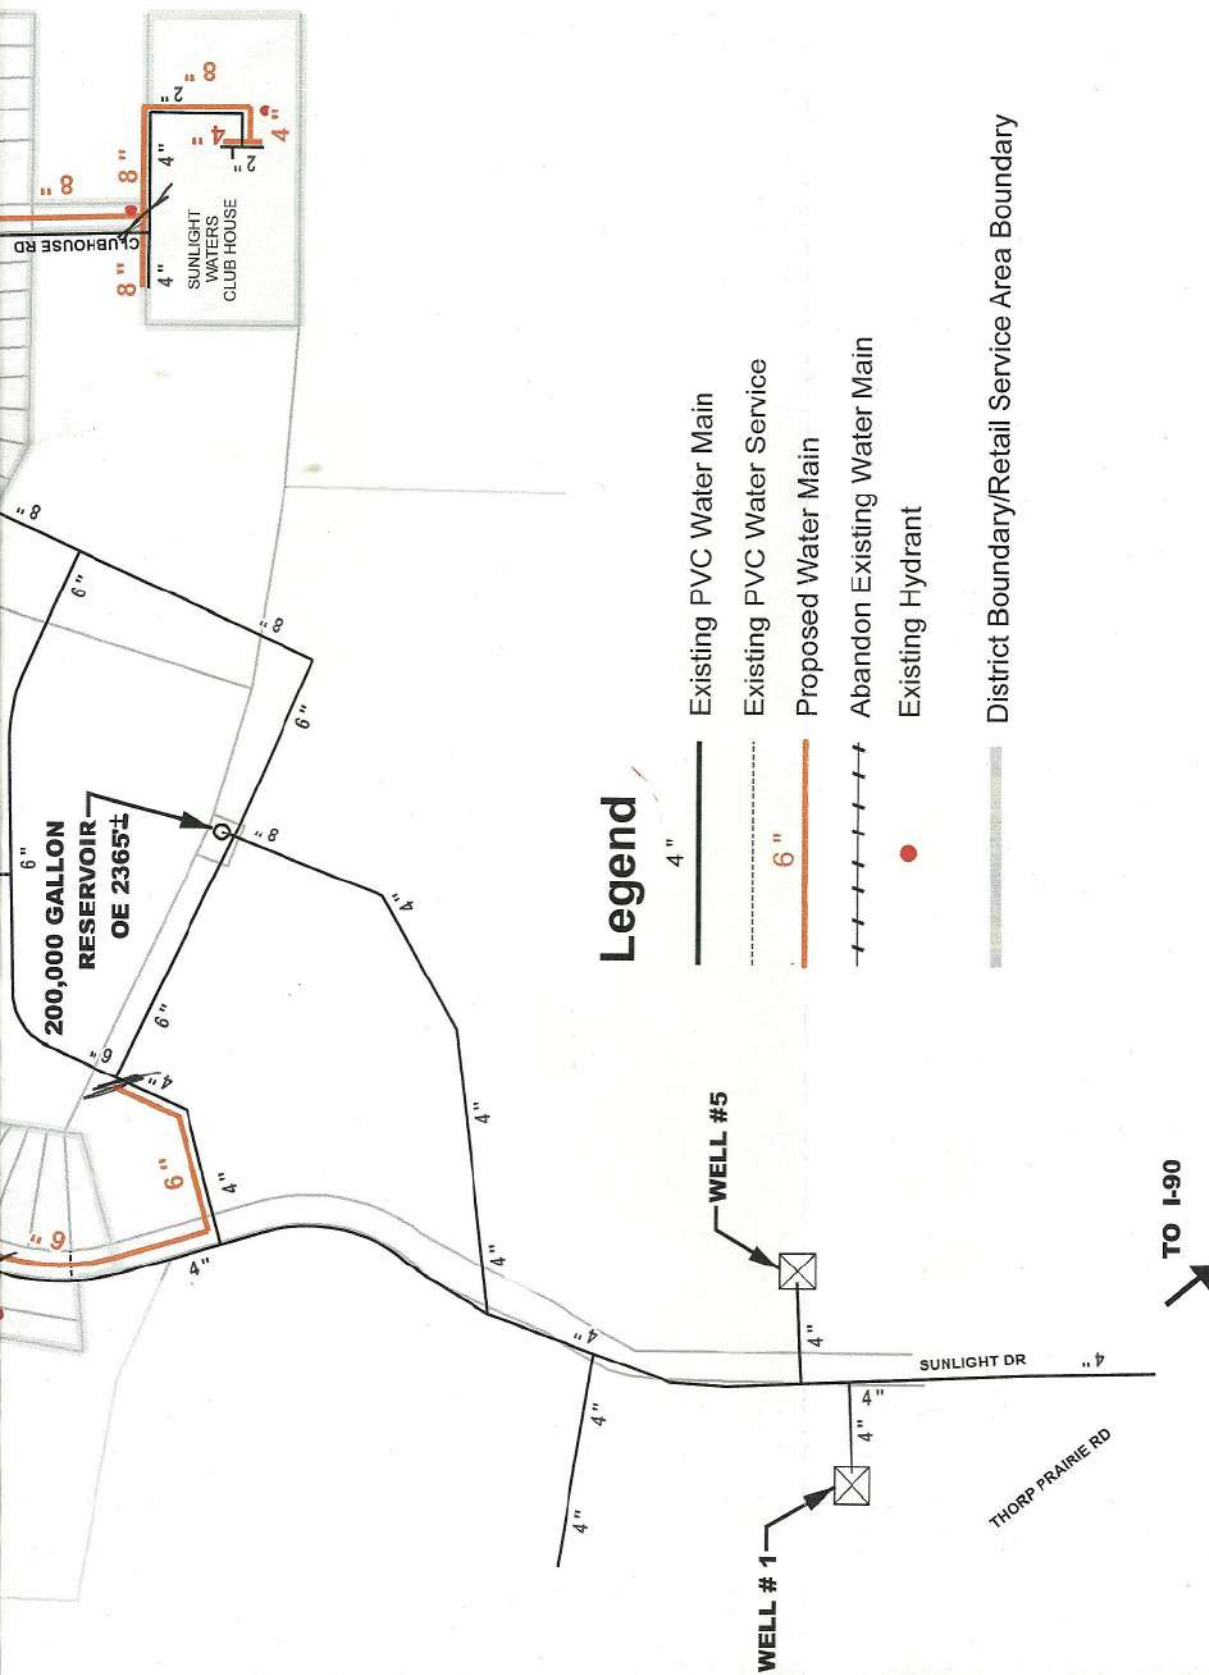 8"
8"
2"
8"
4"
4"
4"
2"
CLUBHOUSE RD
8"
4"
SUNLIGHT
WATERS
CLUB HOUSE
8"
6"
8"
6"
6"
200,000 GALLON
RESERVOIR
OE 2365'±
8"
4"
6"
6"
4"
6"
4"
6"
4"
4"
4"
4"
4"
4"
WELL #5
4"
SUNLIGHT DR
4"
4"
4"
WELL # 1
THORP PRAIRIE RD
TO I-90
Legend
4"
Existing PVC Water Main
Existing PVC Water Service
6"
Proposed Water Main
Abandon Existing Water Main
Existing Hydrant
District Boundary/Retail Service Area Boundary